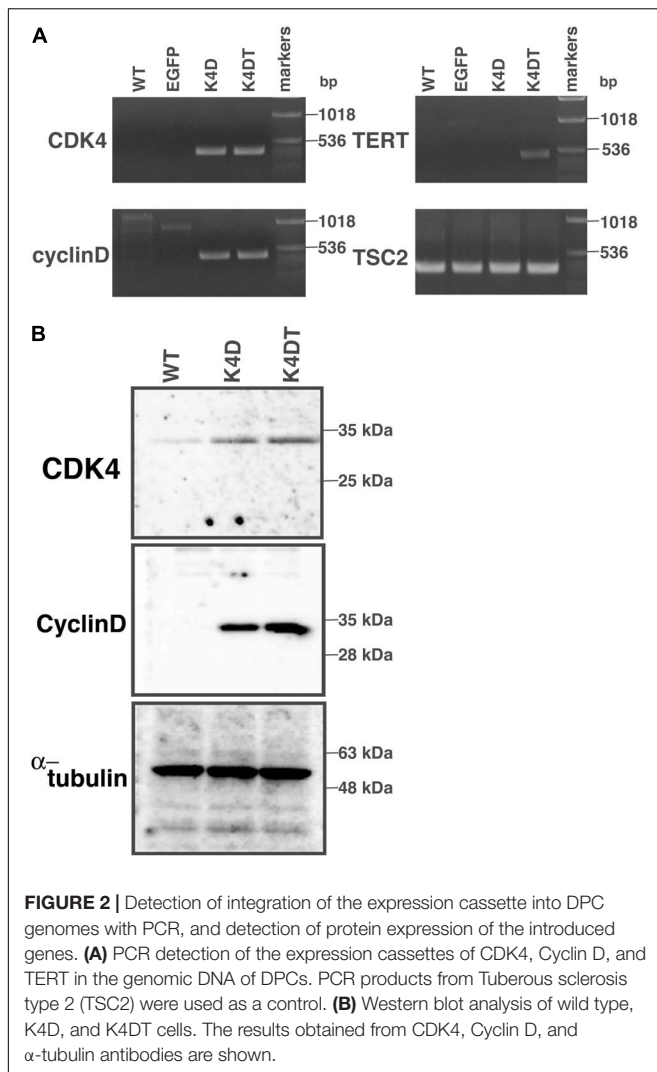 A
WT EGFP K4D K4DT markers bp
CDK4
1018
536
WT EGFP K4D K4DT markers bp
TERT
1018
536
cyclinD
1018
536
TSC2
1018
536
B
WT K4D K4DT
CDK4
35 kDa
25 kDa
CyclinD
35 kDa
28 kDa
α-tubulin
63 kDa
48 kDa
FIGURE 2 | Detection of integration of the expression cassette into DPC
genomes with PCR, and detection of protein expression of the introduced
genes. (A) PCR detection of the expression cassettes of CDK4, Cyclin D, and
TERT in the genomic DNA of DPCs. PCR products from Tuberous sclerosis
type 2 (TSC2) were used as a control. (B) Western blot analysis of wild type,
K4D, and K4DT cells. The results obtained from CDK4, Cyclin D, and
α-tubulin antibodies are shown.